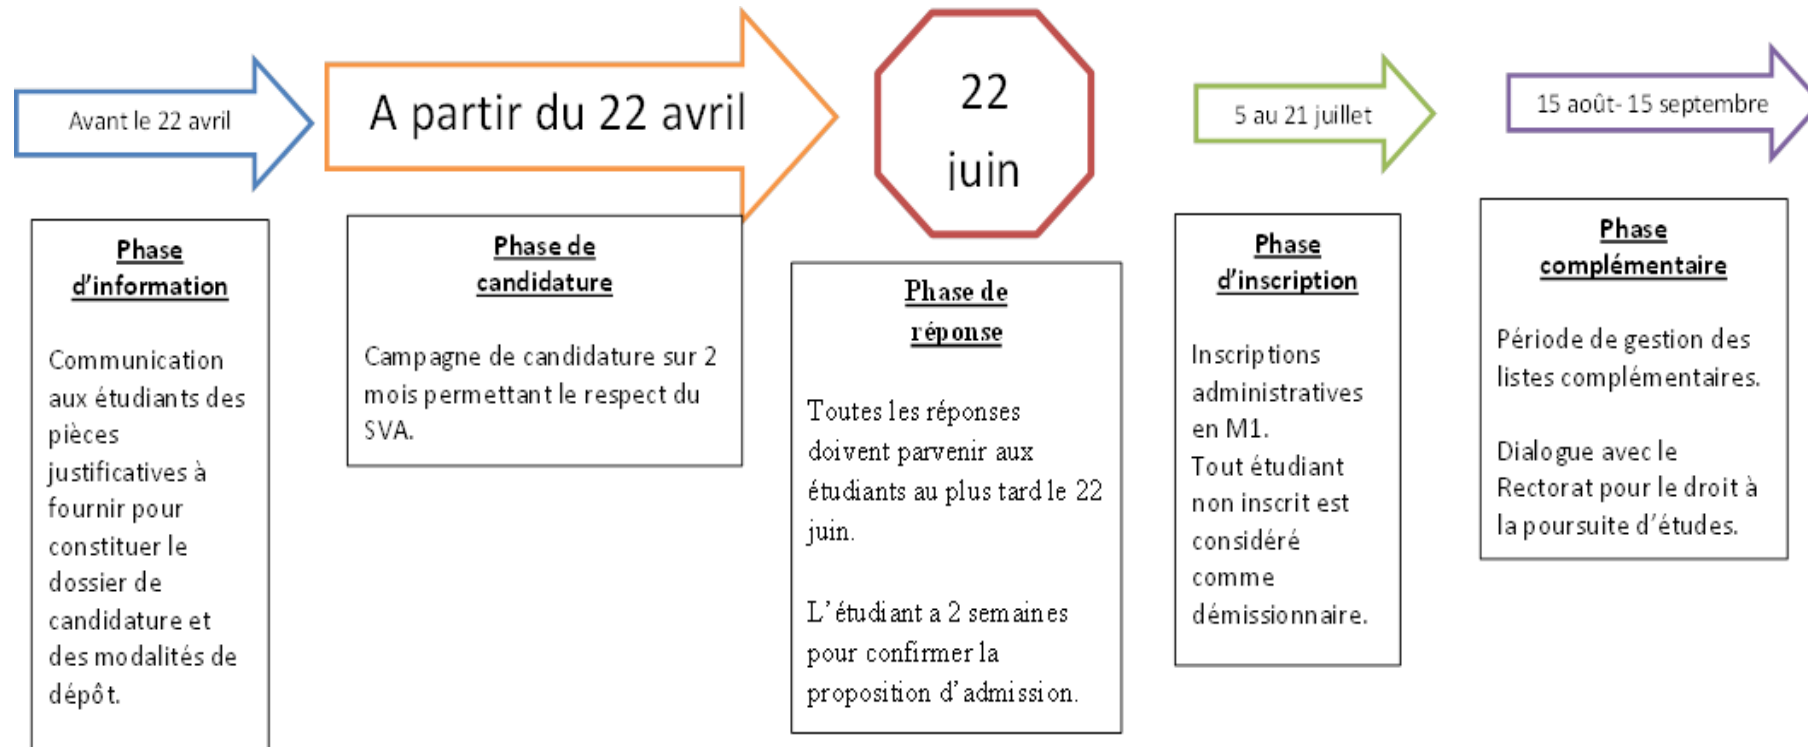 Avant le 22 avril
A partir du 22 avril
22
juin
5 au 21 juillet
15 août- 15 septembre
Phase
d'information
Communication
aux étudiants des
pièces
justificatives à
fournir pour
constituer le
dossier de
candidature et
des modalités de
dépôt.
Phase de
candidature
Campagne de candidature sur 2
mois permettant le respect du
SVA.
Phase de
réponse
Toutes les réponses
doivent parvenir aux
étudiants au plus tard le 22
juin.
L'étudiant a 2 semaines
pour confirmer la
proposition d'admission.
Phase
d'inscription
Inscriptions
administratives
en M1.
Tout étudiant
non inscrit est
considéré
comme
démissionnaire.
Phase
complémentaire
Période de gestion des
listes complémentaires.
Dialogue avec le
Rectorat pour le droit à
la poursuite d'études.